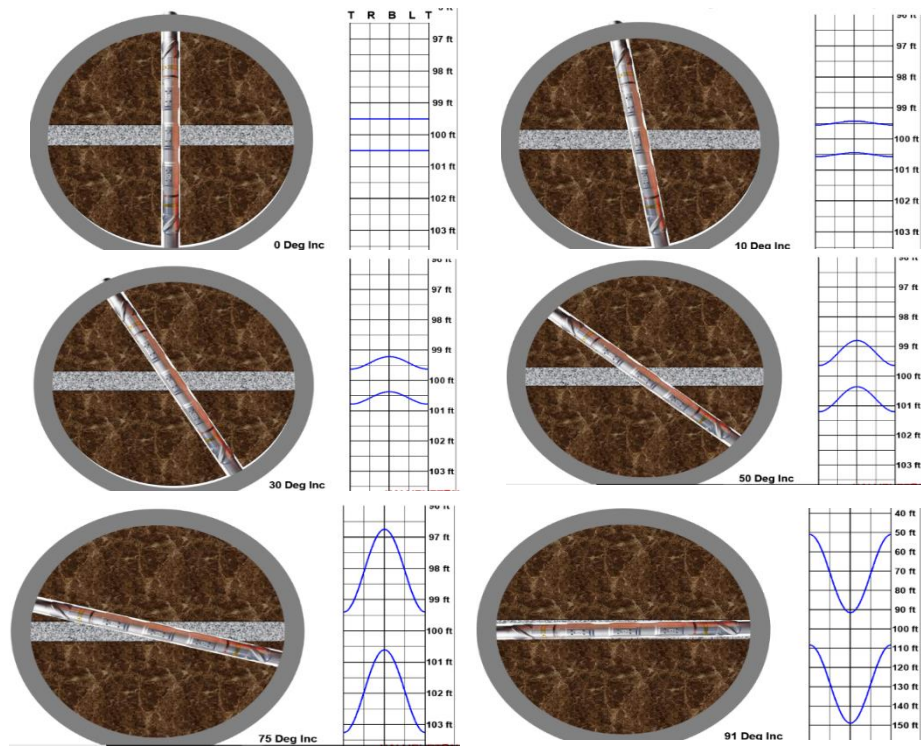 T R B L T
97 ft
98 ft
99 ft
100 ft
101 ft
102 ft
103 ft
0 Deg Inc
97 ft
98 ft
99 ft
100 ft
101 ft
102 ft
103 ft
10 Deg Inc
97 ft
98 ft
99 ft
100 ft
101 ft
102 ft
103 ft
30 Deg Inc
97 ft
98 ft
99 ft
100 ft
101 ft
102 ft
103 ft
50 Deg Inc
97 ft
98 ft
99 ft
100 ft
101 ft
102 ft
103 ft
75 Deg Inc
40 ft
50 ft
60 ft
70 ft
80 ft
90 ft
100 ft
110 ft
120 ft
130 ft
140 ft
150 ft
91 Deg Inc